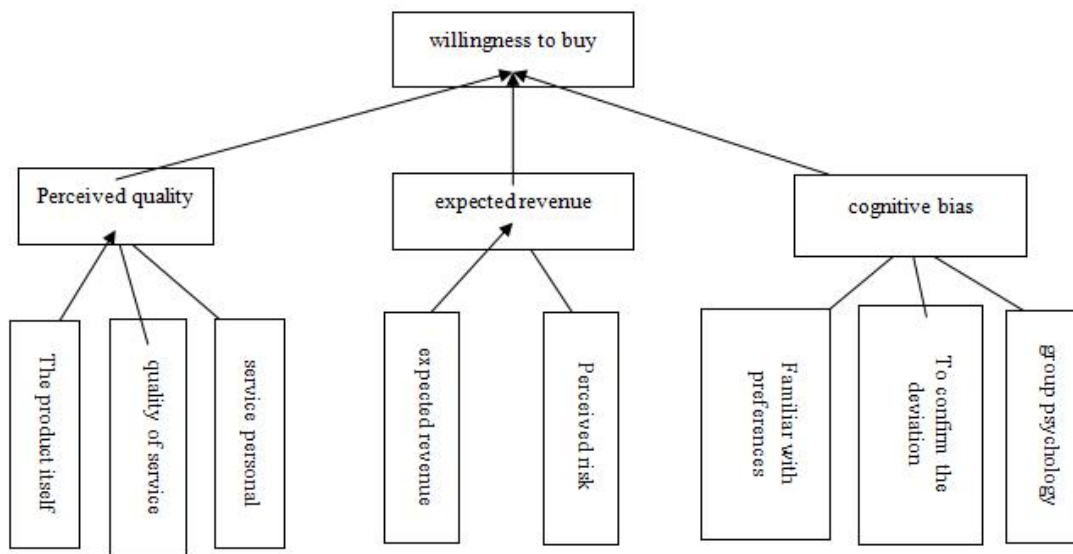 willingness to buy
Perceived quality
expected revenue
cognitive bias
The product itself
quality of service
service personal
expected revenue
Perceived risk
Familiar with
preferences
To confirm the
deviation
group psychology